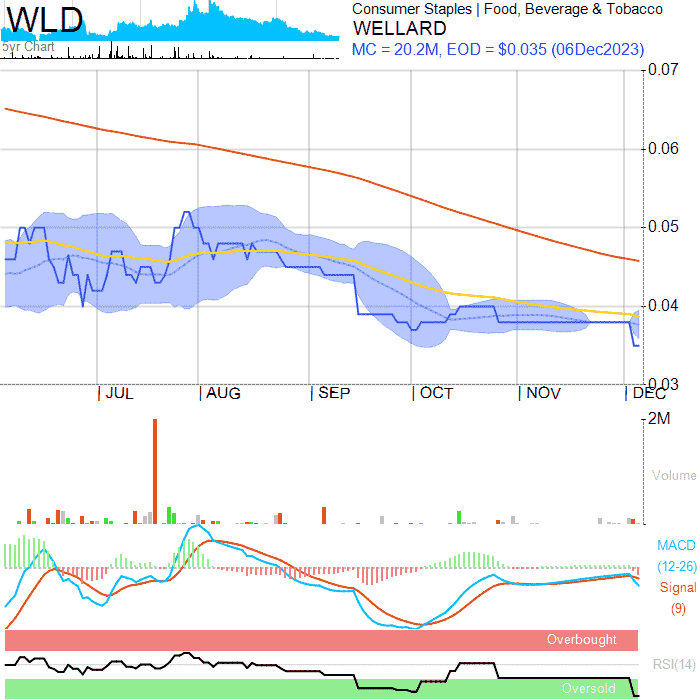 WLD
5yr Chart
Consumer Staples | Food, Beverage & Tobacco
WELLARD
MC = 20.2M, EOD = $0.035 (06Dec2023)
0.07
0.06
0.05
0.04
0.03
JUL AUG SEP OCT NOV DEC
2M
Volume
MACD
(12-26)
Signal
(9)
Overbought
RSI(14)
Oversold